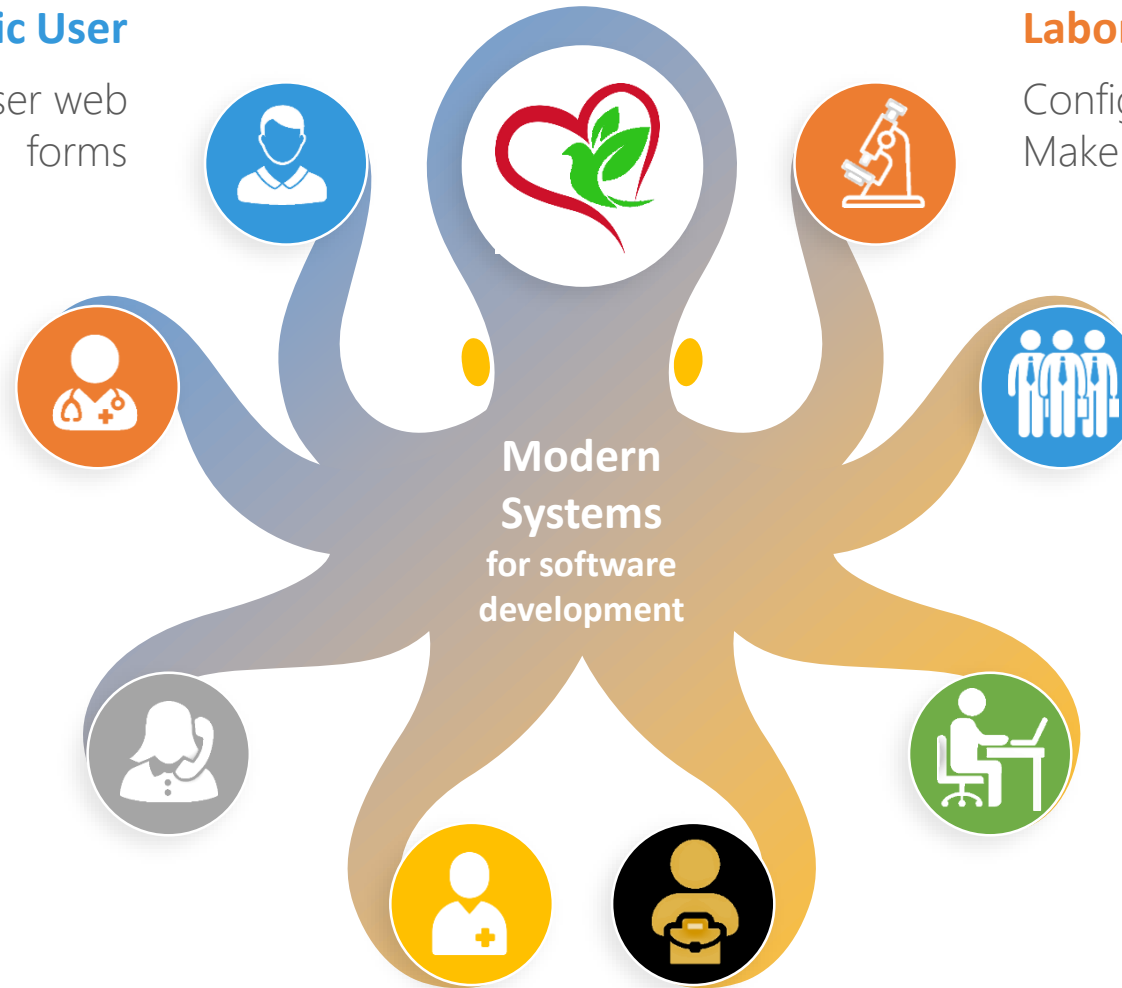 ic User
ser web
forms
Labor
Config
Make
Modern
Systems
for software
development